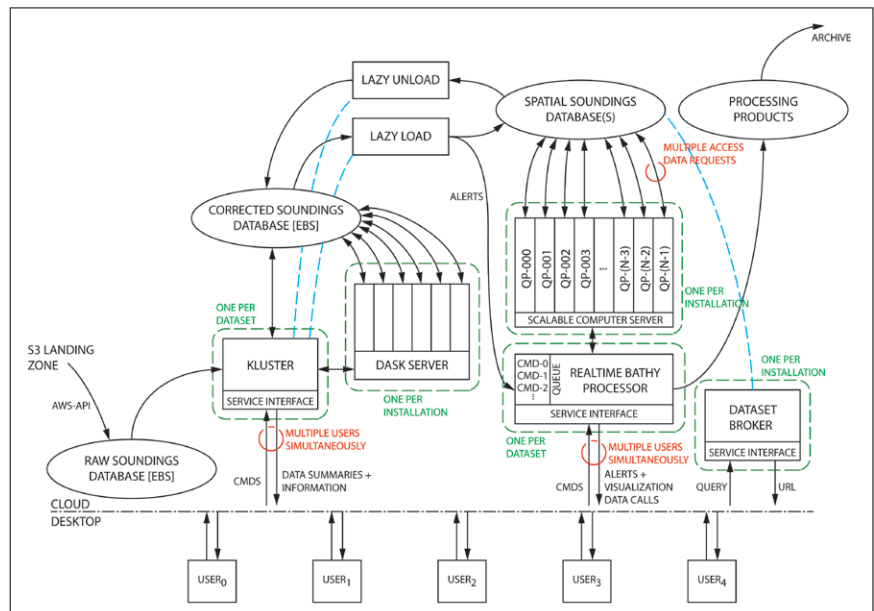 ARCHIVE
LAZY UNLOAD
SPATIAL SOUNDINGS
DATABASE(S)
PROCESSING
PRODUCTS
LAZY LOAD
MULTIPLE ACCESS
DATA REQUESTS
ALERTS
CORRECTED SOUNDINGS
DATABASE [EBS]
QP-000
QP-001
QP-002
QP-003
...
QP-(N-3)
QP-(N-2)
QP-(N-1)
ONE PER
INSTALLATION
SCALABLE COMPUTER SERVER
ONE PER
DATASET
S3 LANDING
ZONE
KLUSTER
SERVICE INTERFACE
DASK SERVER
ONE PER
INSTALLATION
CMD-0
CMD-1
CMD-2
⋮
QUEUE
REALTIME BATHY
PROCESSOR
SERVICE INTERFACE
ONE PER
DATASET
ONE PER
INSTALLATION
DATASET
BROKER
SERVICE INTERFACE
AWS-API
RAW SOUNDINGS
DATABASE [EBS]
MULTIPLE USERS
SIMULTANEOUSLY
CMDS
DATA SUMMARIES +
INFORMATION
MULTIPLE USERS
SIMULTANEOUSLY
CMDS
ALERTS +
VISUALIZATION
DATA CALLS
QUERY
URL
CLOUD
DESKTOP
USER0
USER1
USER2
USER3
USER4